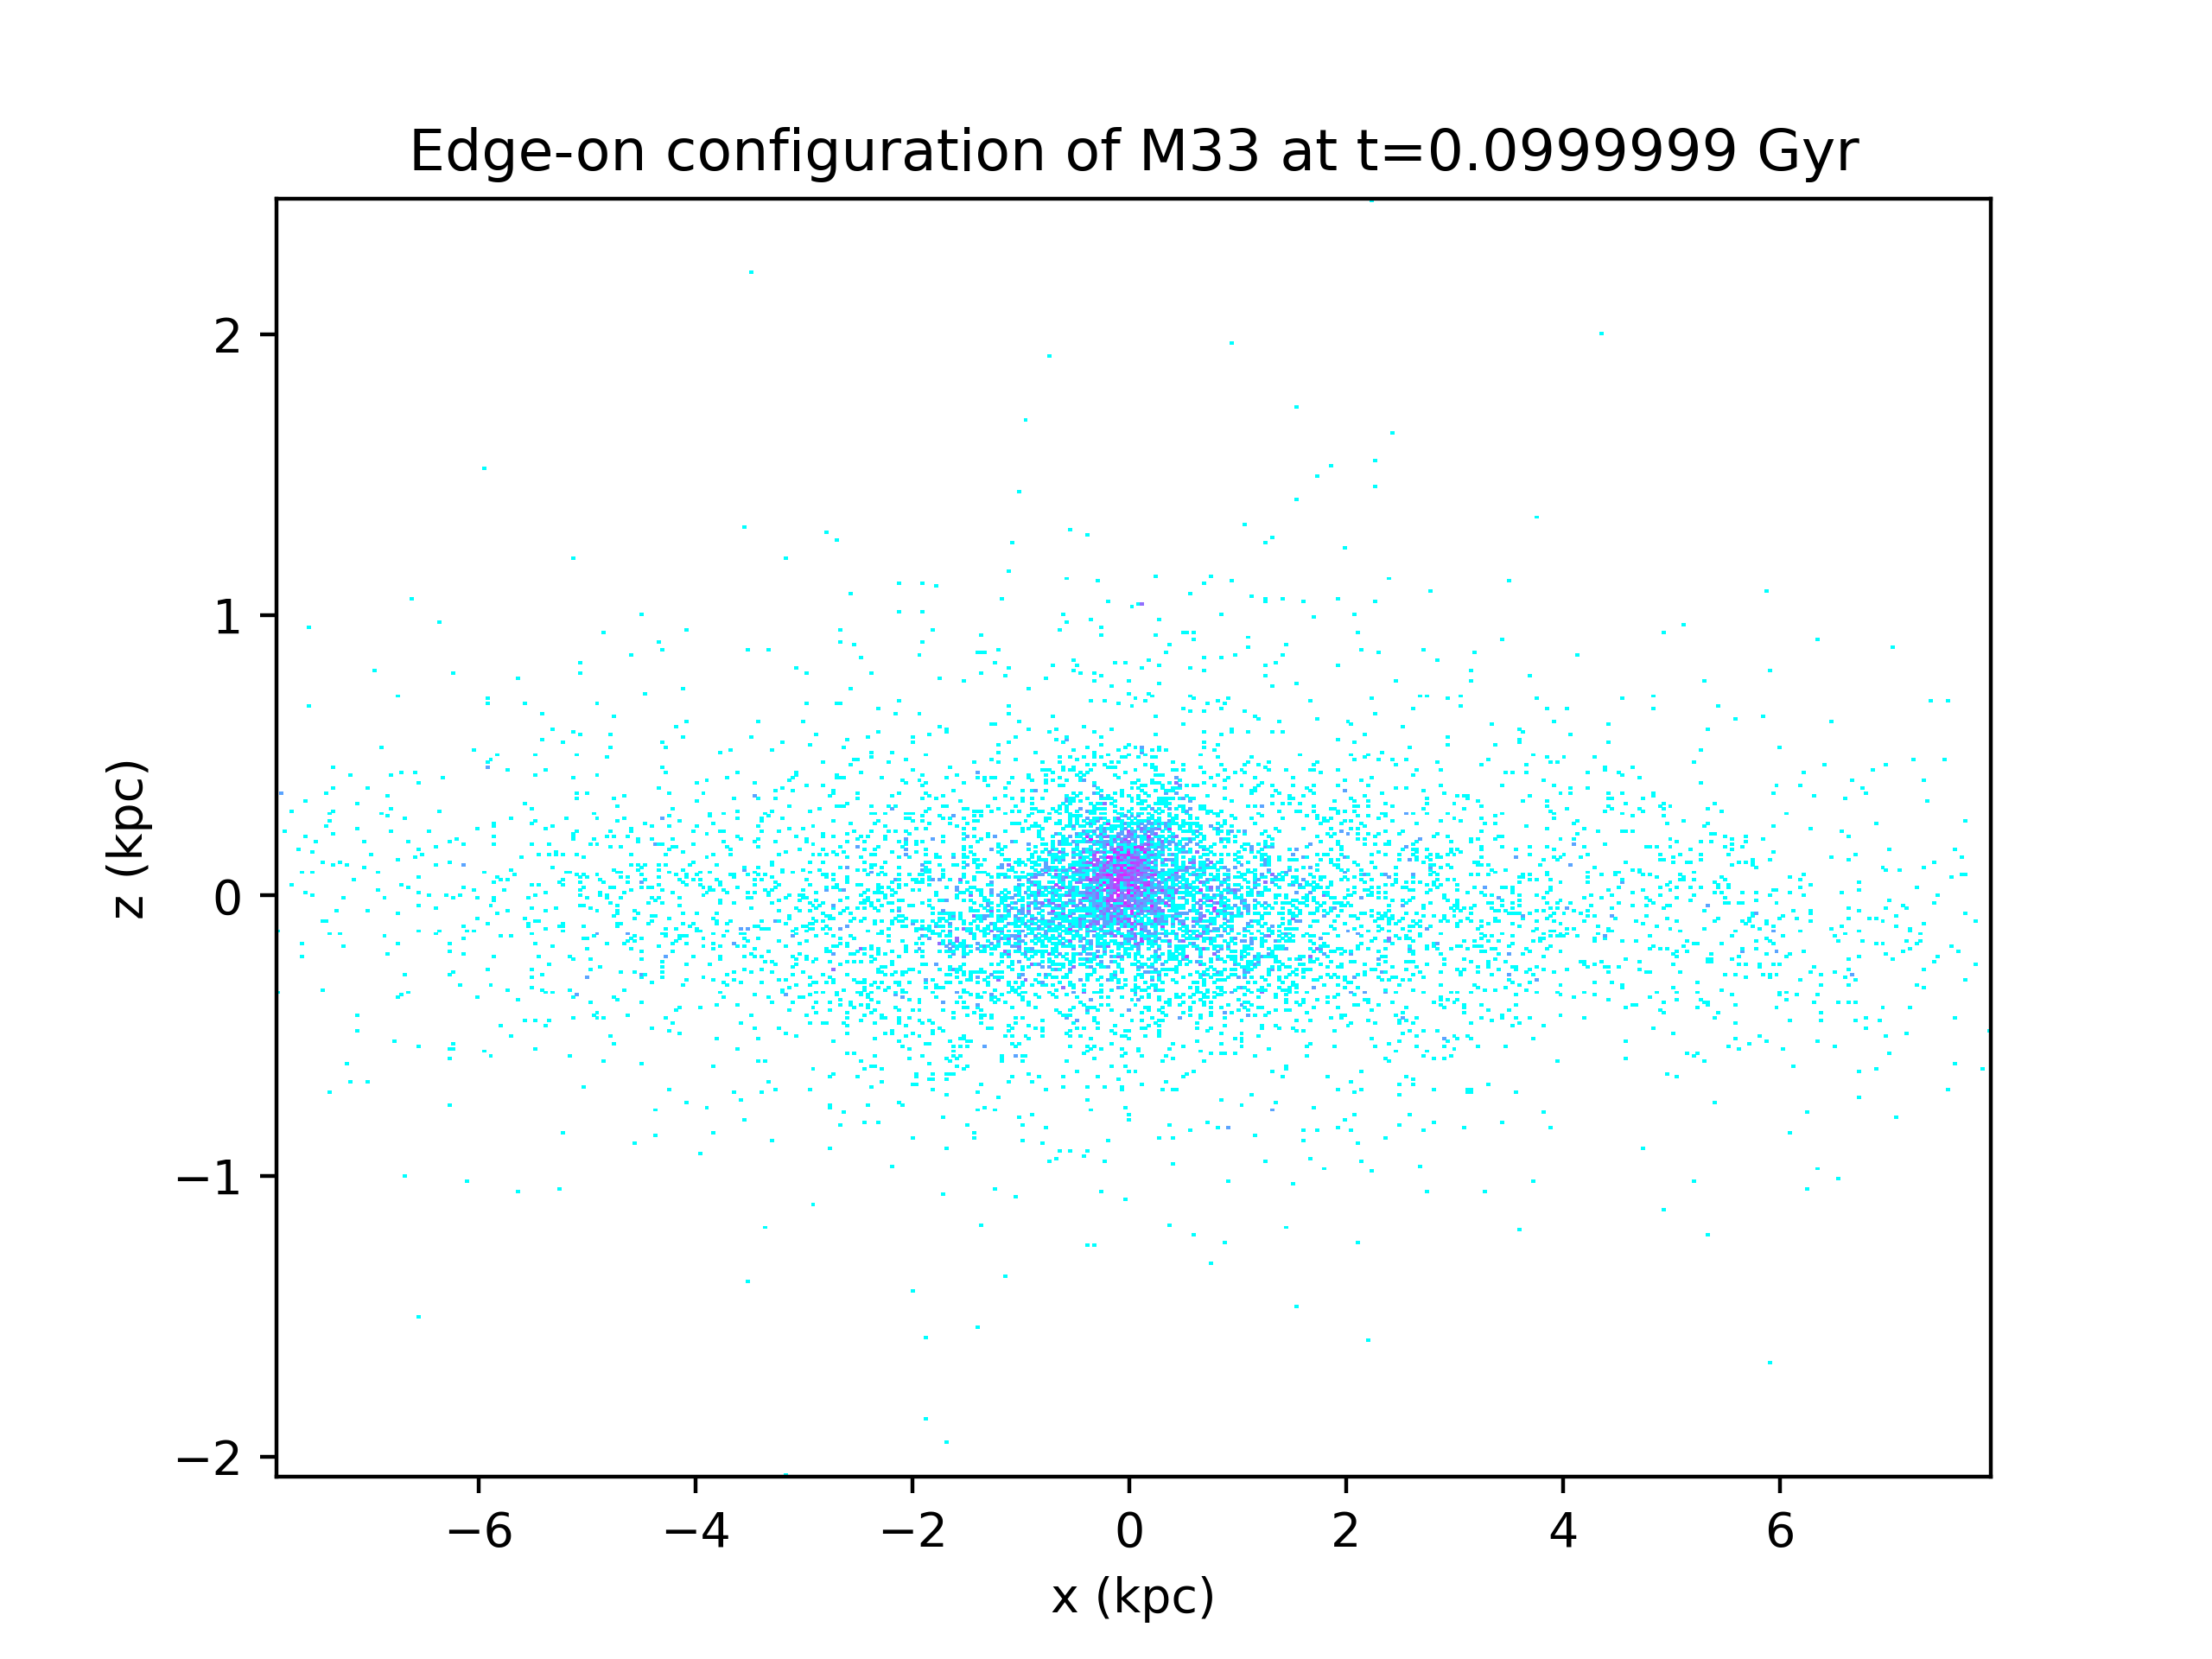 Edge-on configuration of M33 at t=0.0999999 Gyr
2
1
0
−1
−2
z (kpc)
−6 −4 −2 0 2 4 6
x (kpc)